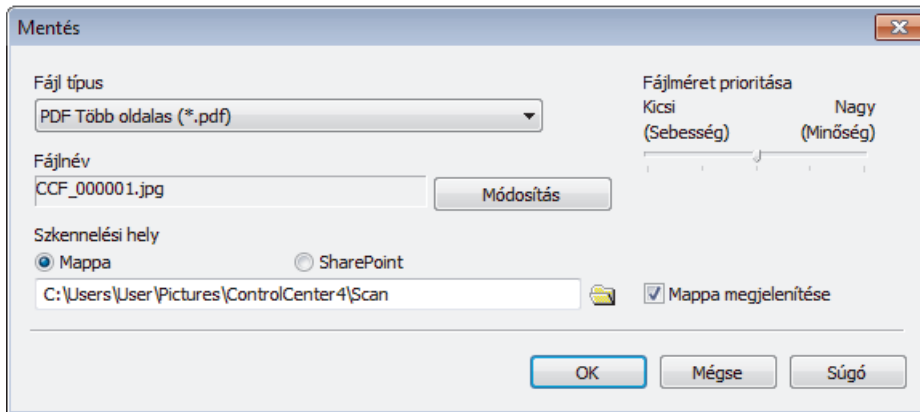 Mentés
Fájl típus
PDF Több oldalas (*.pdf)
Fájlnév
CCF_000001.jpg
Módosítás
Fájlméret prioritása
Kicsi Nagy
(Sebesség) (Minőség)
Szkennelési hely
Mappa SharePoint
C:\Users\User\Pictures\ControlCenter4\Scan
Mappa megjelenítése
OK Mégse Súgó